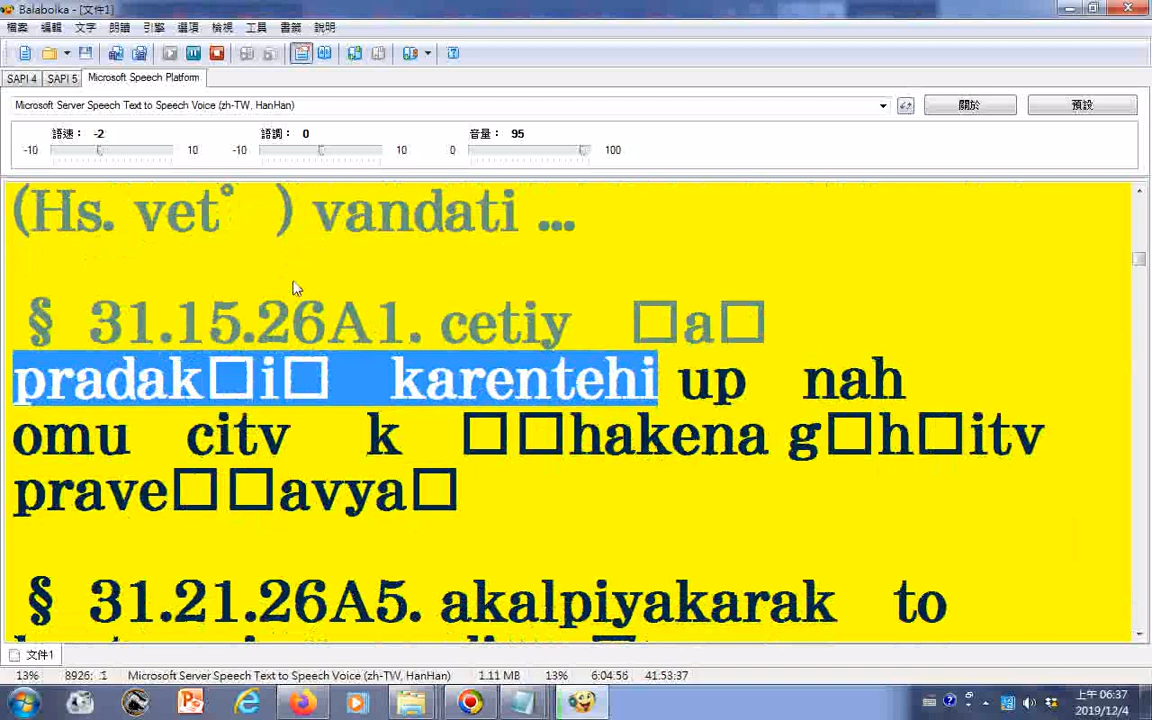 Balabolka - [文件1]
檔案 編輯 文字 朗讀 引擎 選項 檢視 工具 書籤 說明
SAPI 4 SAPI 5 Microsoft Speech Platform
Microsoft Server Speech Text to Speech Voice (zh-TW, HanHan) 關於 預設
語速： -2 語調： 0 音量： 95
-10 10 -10 10 0 100
(Hs. vet゜ ) vandati ...
§ 31.15.26A1. cetiy □a□
pradak□i□ karentehi up nah
omu citv k □□hakena g□h□itv
prave□□avya□
§ 31.21.26A5. akalpiyakarak to
文件1
13% 8926: 1 Microsoft Server Speech Text to Speech Voice (zh-TW, HanHan) 1.11 MB 13% 6:04:56 41:53:37
上午 06:37
2019/12/4